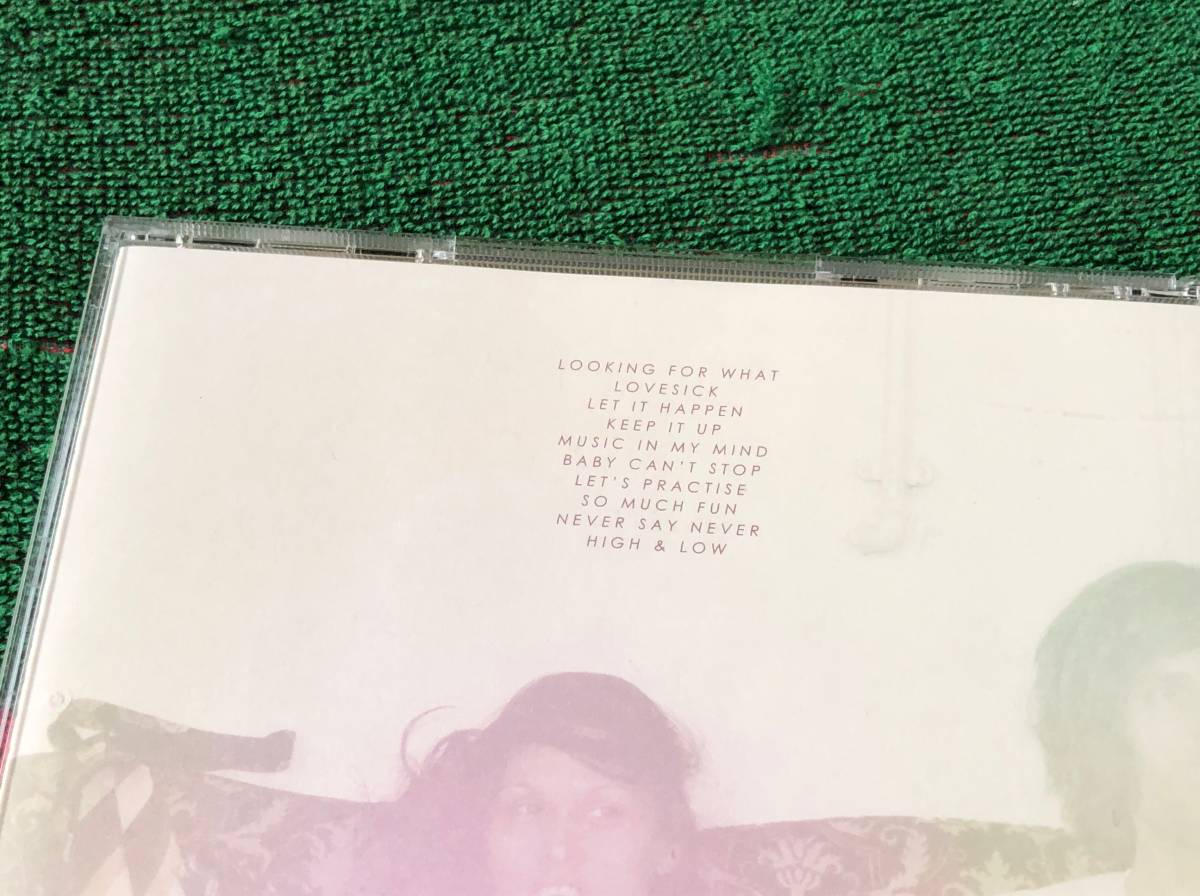 LOOKING FOR WHAT
LOVESICK
LET IT HAPPEN
KEEP IT UP
MUSIC IN MY MIND
BABY CAN'T STOP
LET'S PRACTISE
SO MUCH FUN
NEVER SAY NEVER
HIGH & LOW